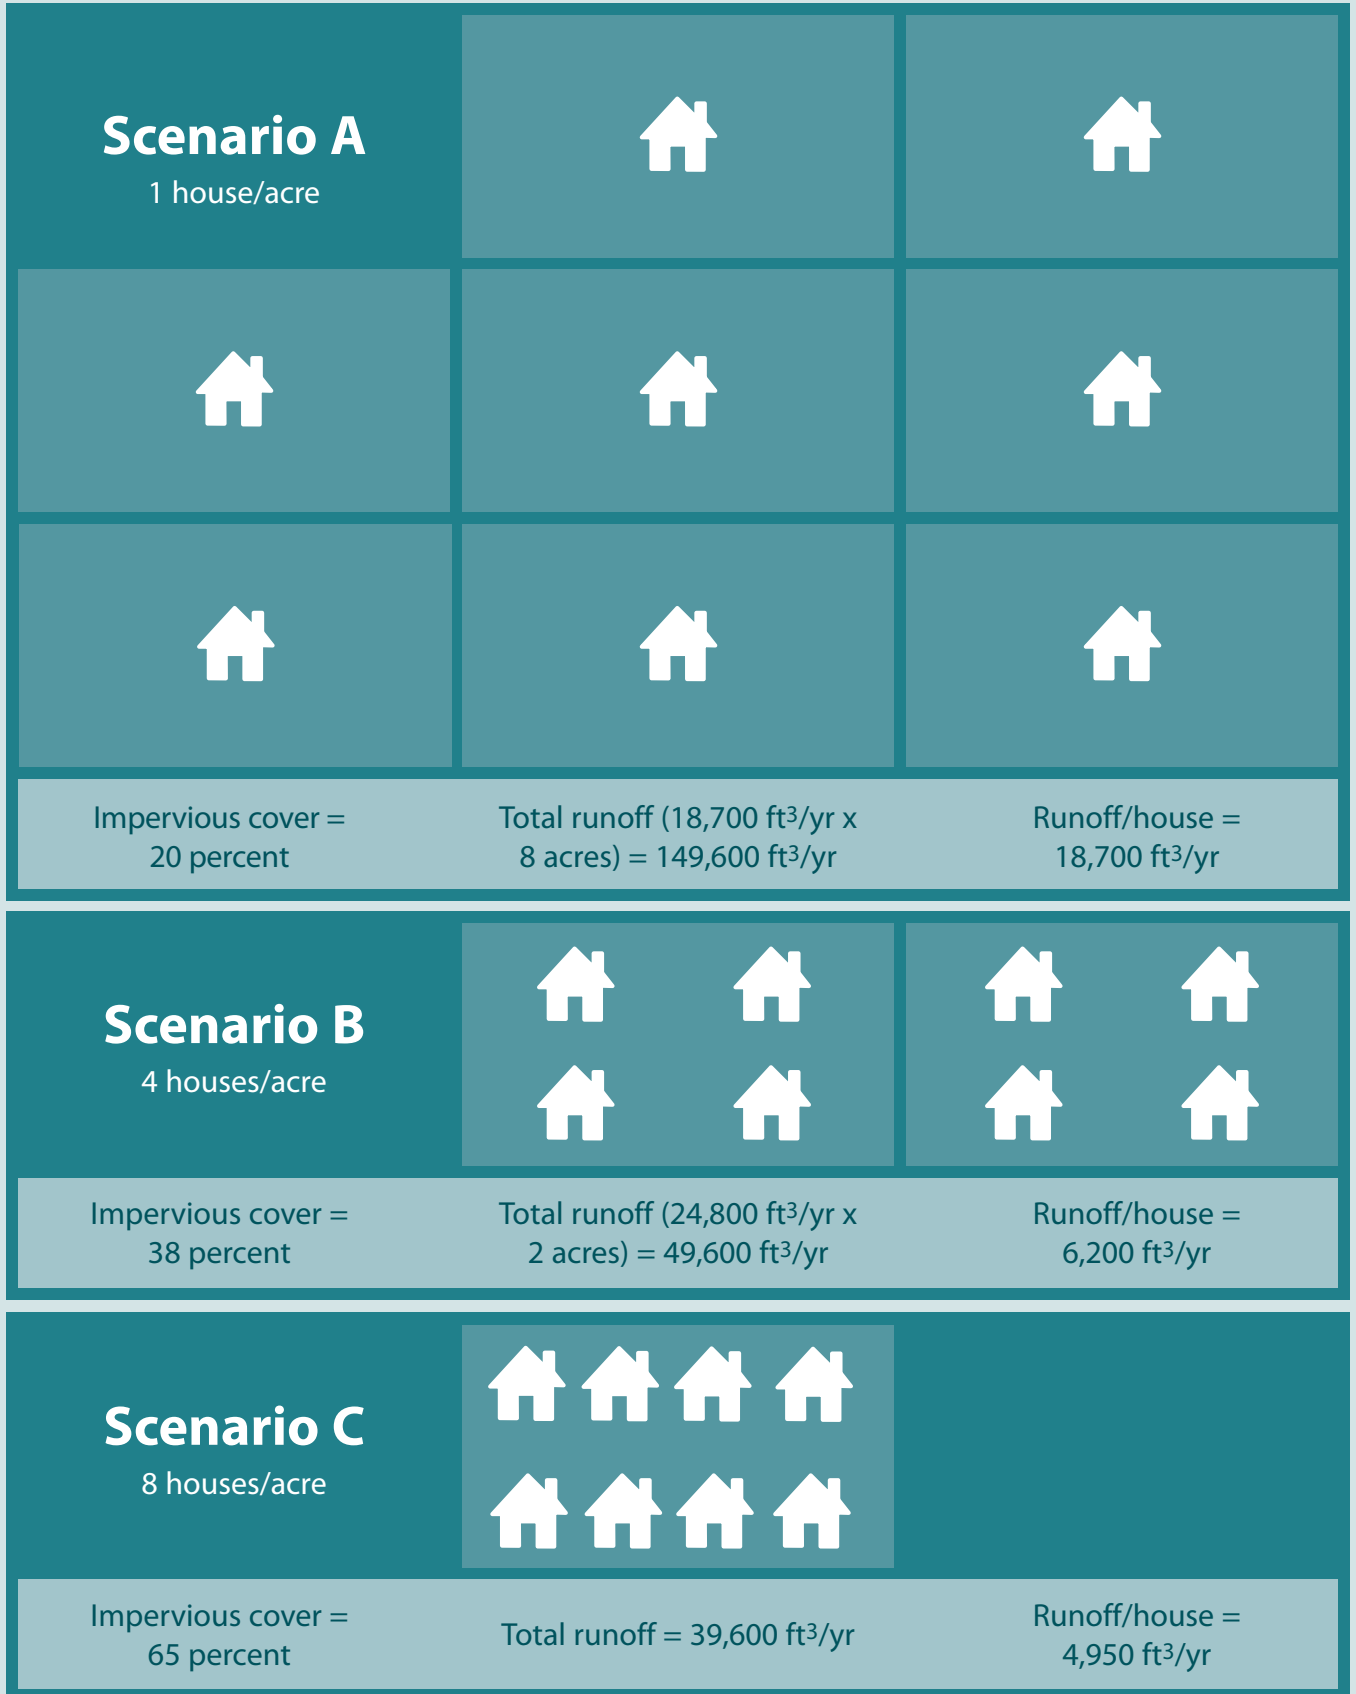 Scenario A
1 house/acre
Impervious cover =
20 percent
Total runoff (18,700 ft³/yr x
8 acres) = 149,600 ft³/yr
Runoff/house =
18,700 ft³/yr
Scenario B
4 houses/acre
Impervious cover =
38 percent
Total runoff (24,800 ft³/yr x
2 acres) = 49,600 ft³/yr
Runoff/house =
6,200 ft³/yr
Scenario C
8 houses/acre
Impervious cover =
65 percent
Total runoff = 39,600 ft³/yr
Runoff/house =
4,950 ft³/yr